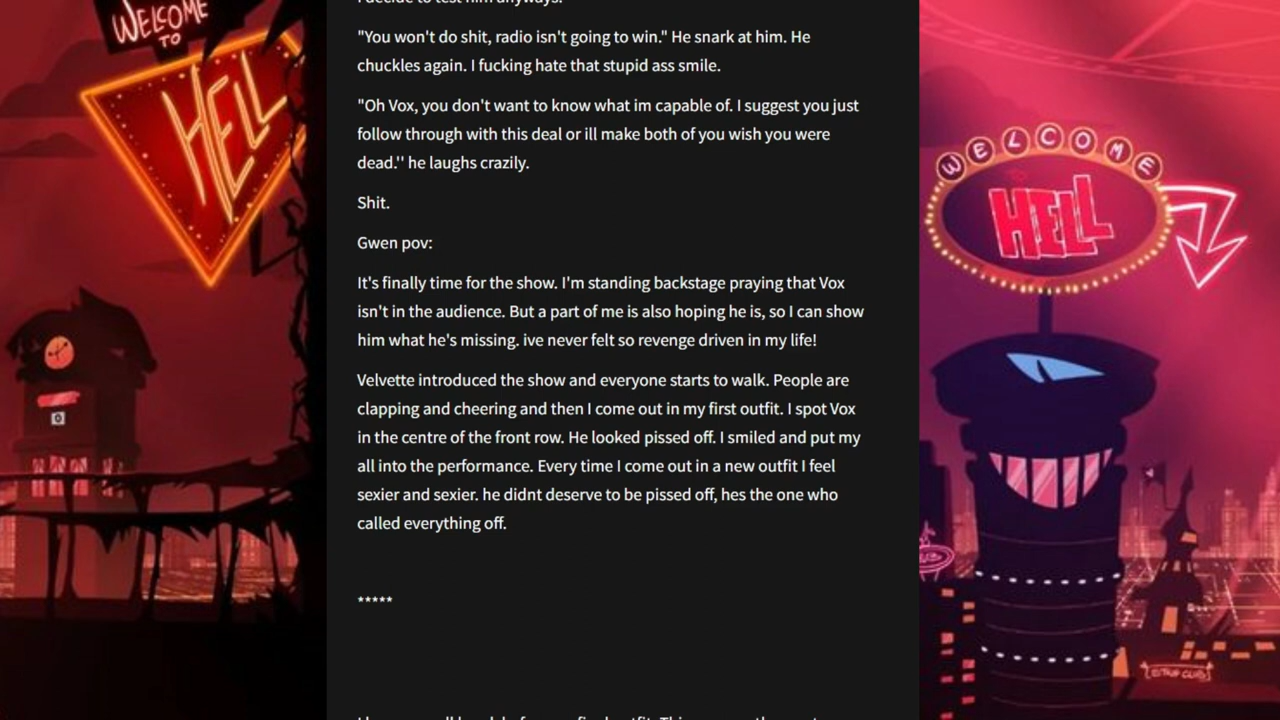 WELCOME
TO
HELL
"You won't do shit, radio isn't going to win." He snark at him. He
chuckles again. I fucking hate that stupid ass smile.
"Oh Vox, you don't want to know what im capable of. I suggest you just
follow through with this deal or ill make both of you wish you were
dead.'' he laughs crazily.
Shit.
Gwen pov:
It's finally time for the show. I'm standing backstage praying that Vox
isn't in the audience. But a part of me is also hoping he is, so I can show
him what he's missing. ive never felt so revenge driven in my life!
Velvette introduced the show and everyone starts to walk. People are
clapping and cheering and then I come out in my first outfit. I spot Vox
in the centre of the front row. He looked pissed off. I smiled and put my
all into the performance. Every time I come out in a new outfit I feel
sexier and sexier. he didnt deserve to be pissed off, hes the one who
called everything off.
*****
WELCOME
HELL